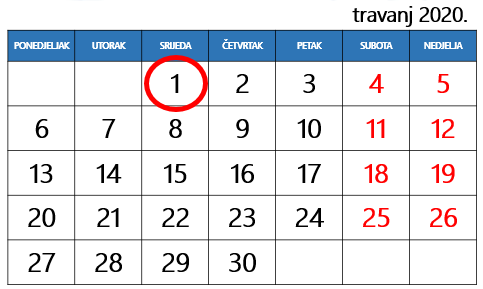 travanj 2020.
PONEDJELJAK UTORAK SRIJEDA ČETVRTAK PETAK SUBOTA NEDJELJA
1 2 3 4 5
6 7 8 9 10 11 12
13 14 15 16 17 18 19
20 21 22 23 24 25 26
27 28 29 30